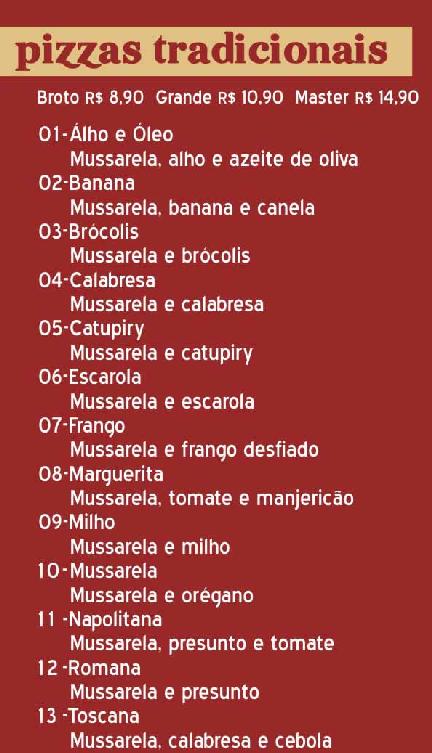 pizzas tradicionais
Broto R$ 8,90 Grande R$ 10,90 Master R$ 14,90
01-Álho e Óleo
Mussarela, alho e azeite de oliva
02-Banana
Mussarela, banana e canela
03-Brócolis
Mussarela e brócolis
04-Calabresa
Mussarela e calabresa
05-Catupiry
Mussarela e catupiry
06-Escarola
Mussarela e escarola
07-Frango
Mussarela e frango desfiado
08-Marguerita
Mussarela, tomate e manjericão
09-Milho
Mussarela e milho
10-Mussarela
Mussarela e orégano
11 -Napolitana
Mussarela, presunto e tomate
12 -Romana
Mussarela e presunto
13 -Toscana
Mussarela, calabresa e cebola